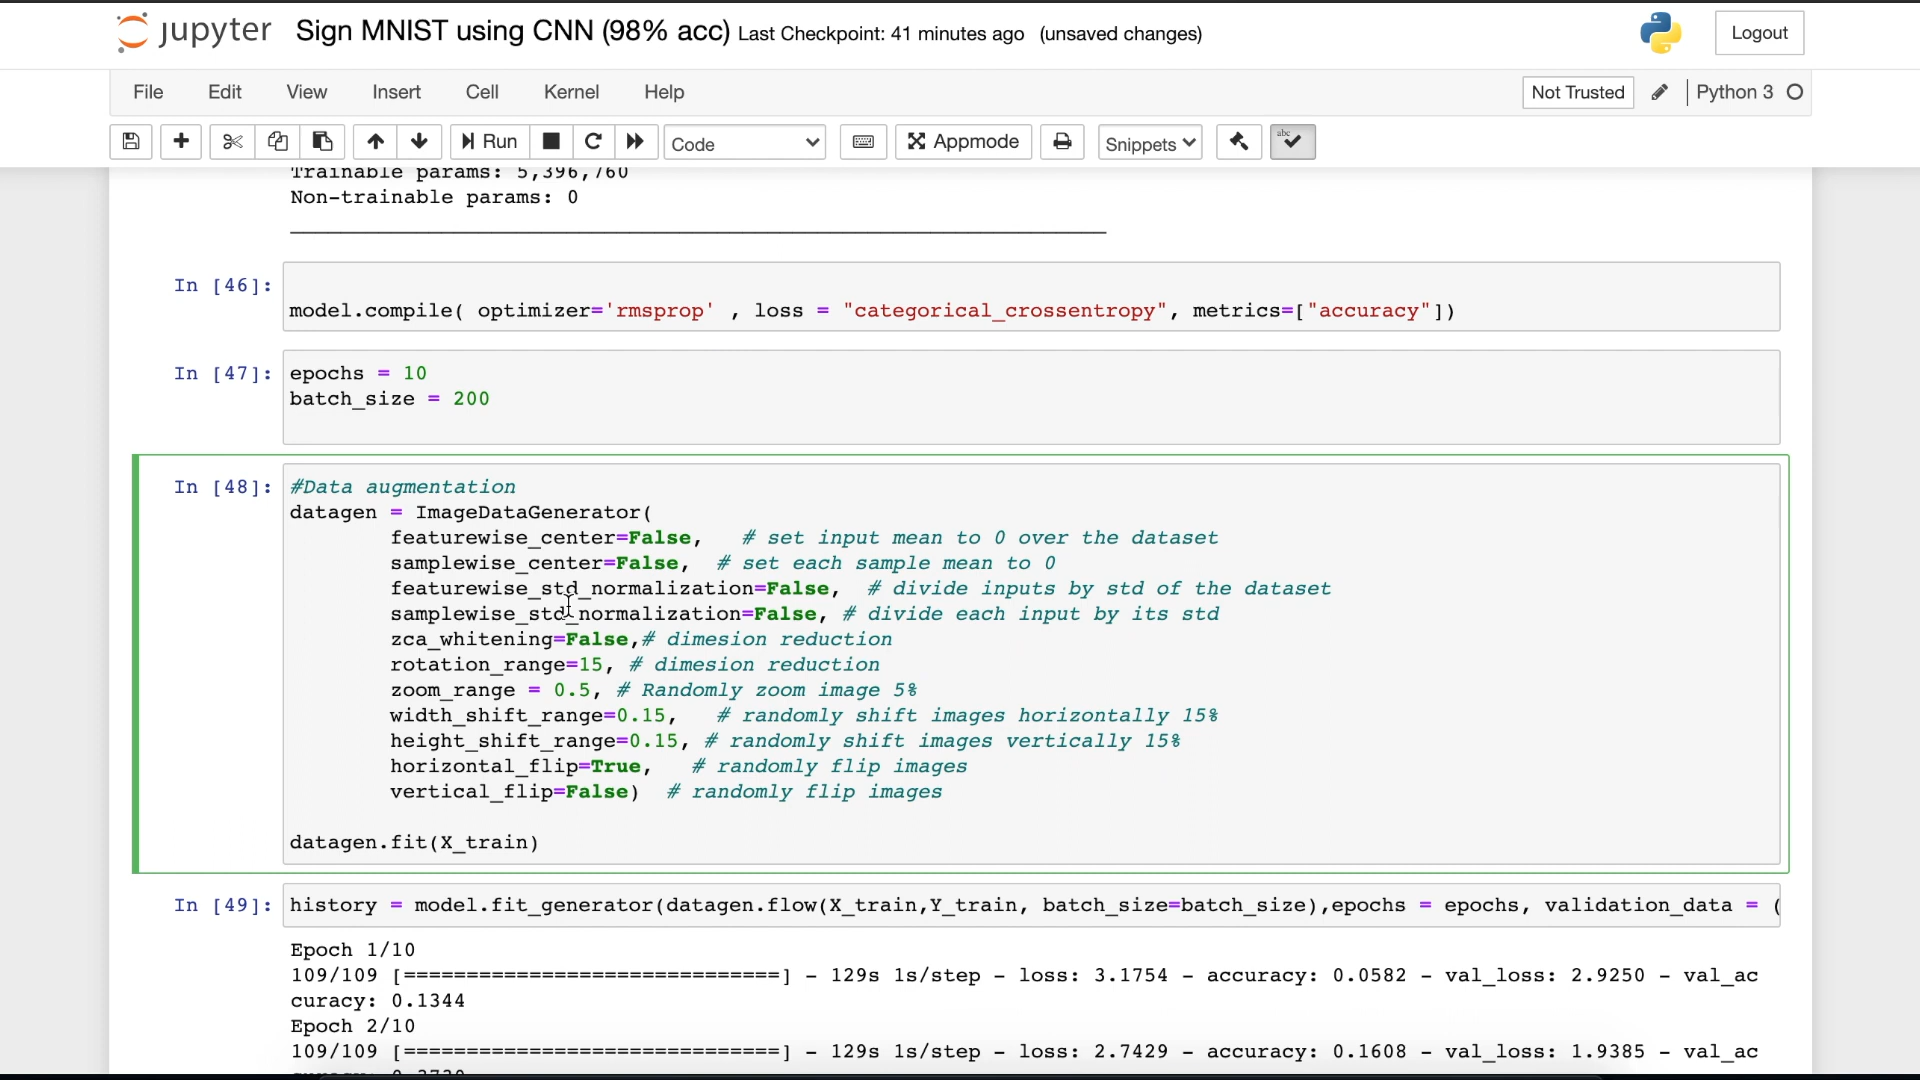 jupyter Sign MNIST using CNN (98% acc) Last Checkpoint: 41 minutes ago (unsaved changes) Logout
File Edit View Insert Cell Kernel Help Not Trusted Python 3
Run Code Appmode Snippets abc
Trainable params: 5,396,760
Non-trainable params: 0
In [46]:
model.compile( optimizer='rmsprop' , loss = "categorical_crossentropy", metrics=["accuracy"])
In [47]: epochs = 10
batch_size = 200
In [48]: #Data augmentation
datagen = ImageDataGenerator(
featurewise_center=False, # set input mean to 0 over the dataset
samplewise_center=False, # set each sample mean to 0
featurewise_std_normalization=False, # divide inputs by std of the dataset
samplewise_std_normalization=False, # divide each input by its std
zca_whitening=False,# dimesion reduction
rotation_range=15, # dimesion reduction
zoom_range = 0.5, # Randomly zoom image 5%
width_shift_range=0.15, # randomly shift images horizontally 15%
height_shift_range=0.15, # randomly shift images vertically 15%
horizontal_flip=True, # randomly flip images
vertical_flip=False) # randomly flip images
datagen.fit(X_train)
In [49]: history = model.fit_generator(datagen.flow(X_train,Y_train, batch_size=batch_size),epochs = epochs, validation_data = (
Epoch 1/10
109/109 [==============================] - 129s 1s/step - loss: 3.1754 - accuracy: 0.0582 - val_loss: 2.9250 - val_ac
curacy: 0.1344
Epoch 2/10
109/109 [==============================] - 129s 1s/step - loss: 2.7429 - accuracy: 0.1608 - val_loss: 1.9385 - val_ac